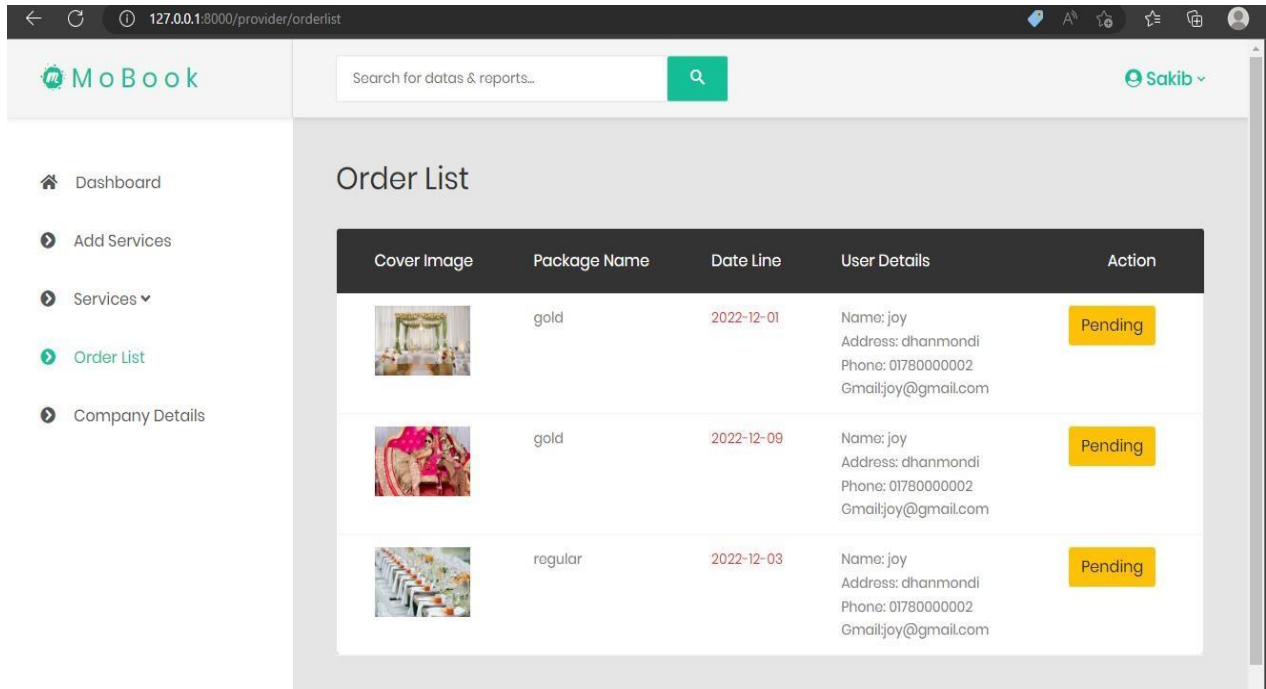 127.0.0.1:8000/provider/orderlist
MoBook
Search for datas & reports...
Sakib
Dashboard
Add Services
Services
Order List
Company Details
Order List
Cover Image Package Name Date Line User Details Action
gold 2022-12-01 Name: joy Pending
Address: dhanmondi
Phone: 01780000002
Gmail:joy@gmail.com
gold 2022-12-09 Name: joy Pending
Address: dhanmondi
Phone: 01780000002
Gmail:joy@gmail.com
regular 2022-12-03 Name: joy Pending
Address: dhanmondi
Phone: 01780000002
Gmail:joy@gmail.com